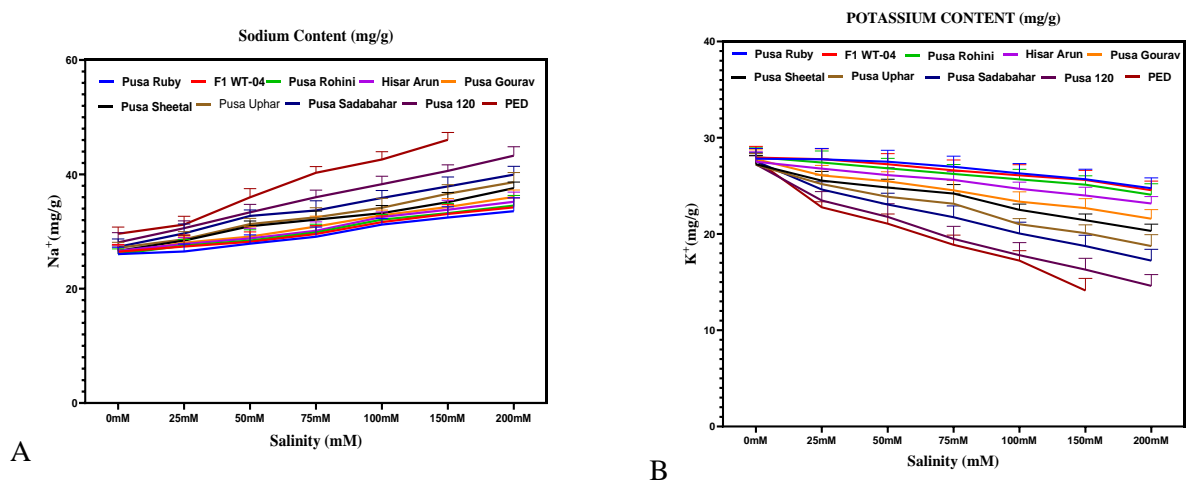 Sodium Content (mg/g)
60
40
20
0
Na⁺(mg/g)
Pusa Ruby F1 WT-04 Pusa Rohini Hisar Arun Pusa Gourav
Pusa Sheetal Pusa Uphar Pusa Sadabahar Pusa 120 PED
0mM 25mM 50mM 75mM 100mM 150mM 200mM
Salinity (mM)
A
POTASSIUM CONTENT (mg/g)
40
30
20
10
0
K⁺(mg/g)
Pusa Ruby F1 WT-04 Pusa Rohini Hisar Arun Pusa Gourav
Pusa Sheetal Pusa Uphar Pusa Sadabahar Pusa 120 PED
0mM 25mM 50mM 75mM 100mM 150mM 200mM
Salinity (mM)
B